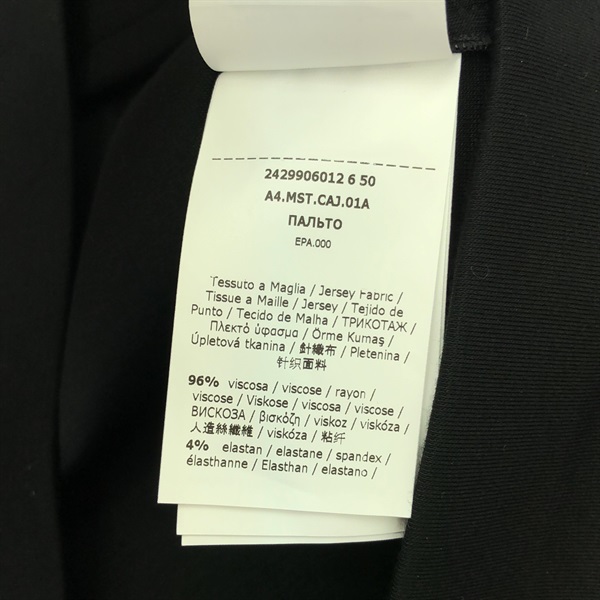 2429906012 6 50
A4.MST.CAJ.01A
ПАЛЬТО
EPA.000
Tessuto a Maglia / Jersey Fabric /
Tissue a Maille / Jersey / Tejido de
Punto / Tecido de Malha / ТРИКОТАЖ /
Πλεκτό ύφασμα / Örme Kumaş /
Úpletová tkanina / 針織布 / Pletenina /
针织面料
96% viscosa / viscose / rayon /
viscose / Viskose / viscosa / viscose /
ВИСКОЗА / βισκόζη / viskoz / viskóza /
人造絲纖維 / viskóza / 粘纤
4% elastan / elastane / spandex /
élasthanne / Elasthan / elastano /